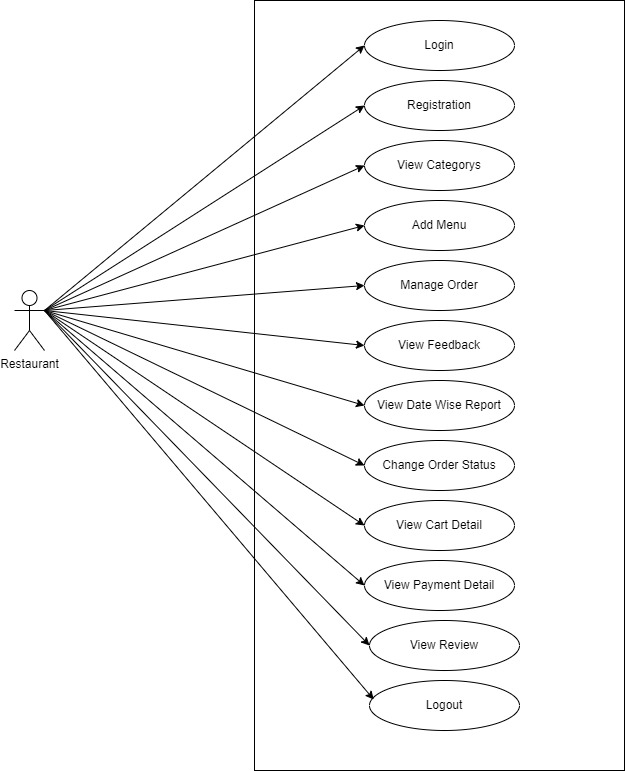 Login
Registration
View Categorys
Add Menu
Manage Order
View Feedback
Restaurant
View Date Wise Report
Change Order Status
View Cart Detail
View Payment Detail
View Review
Logout